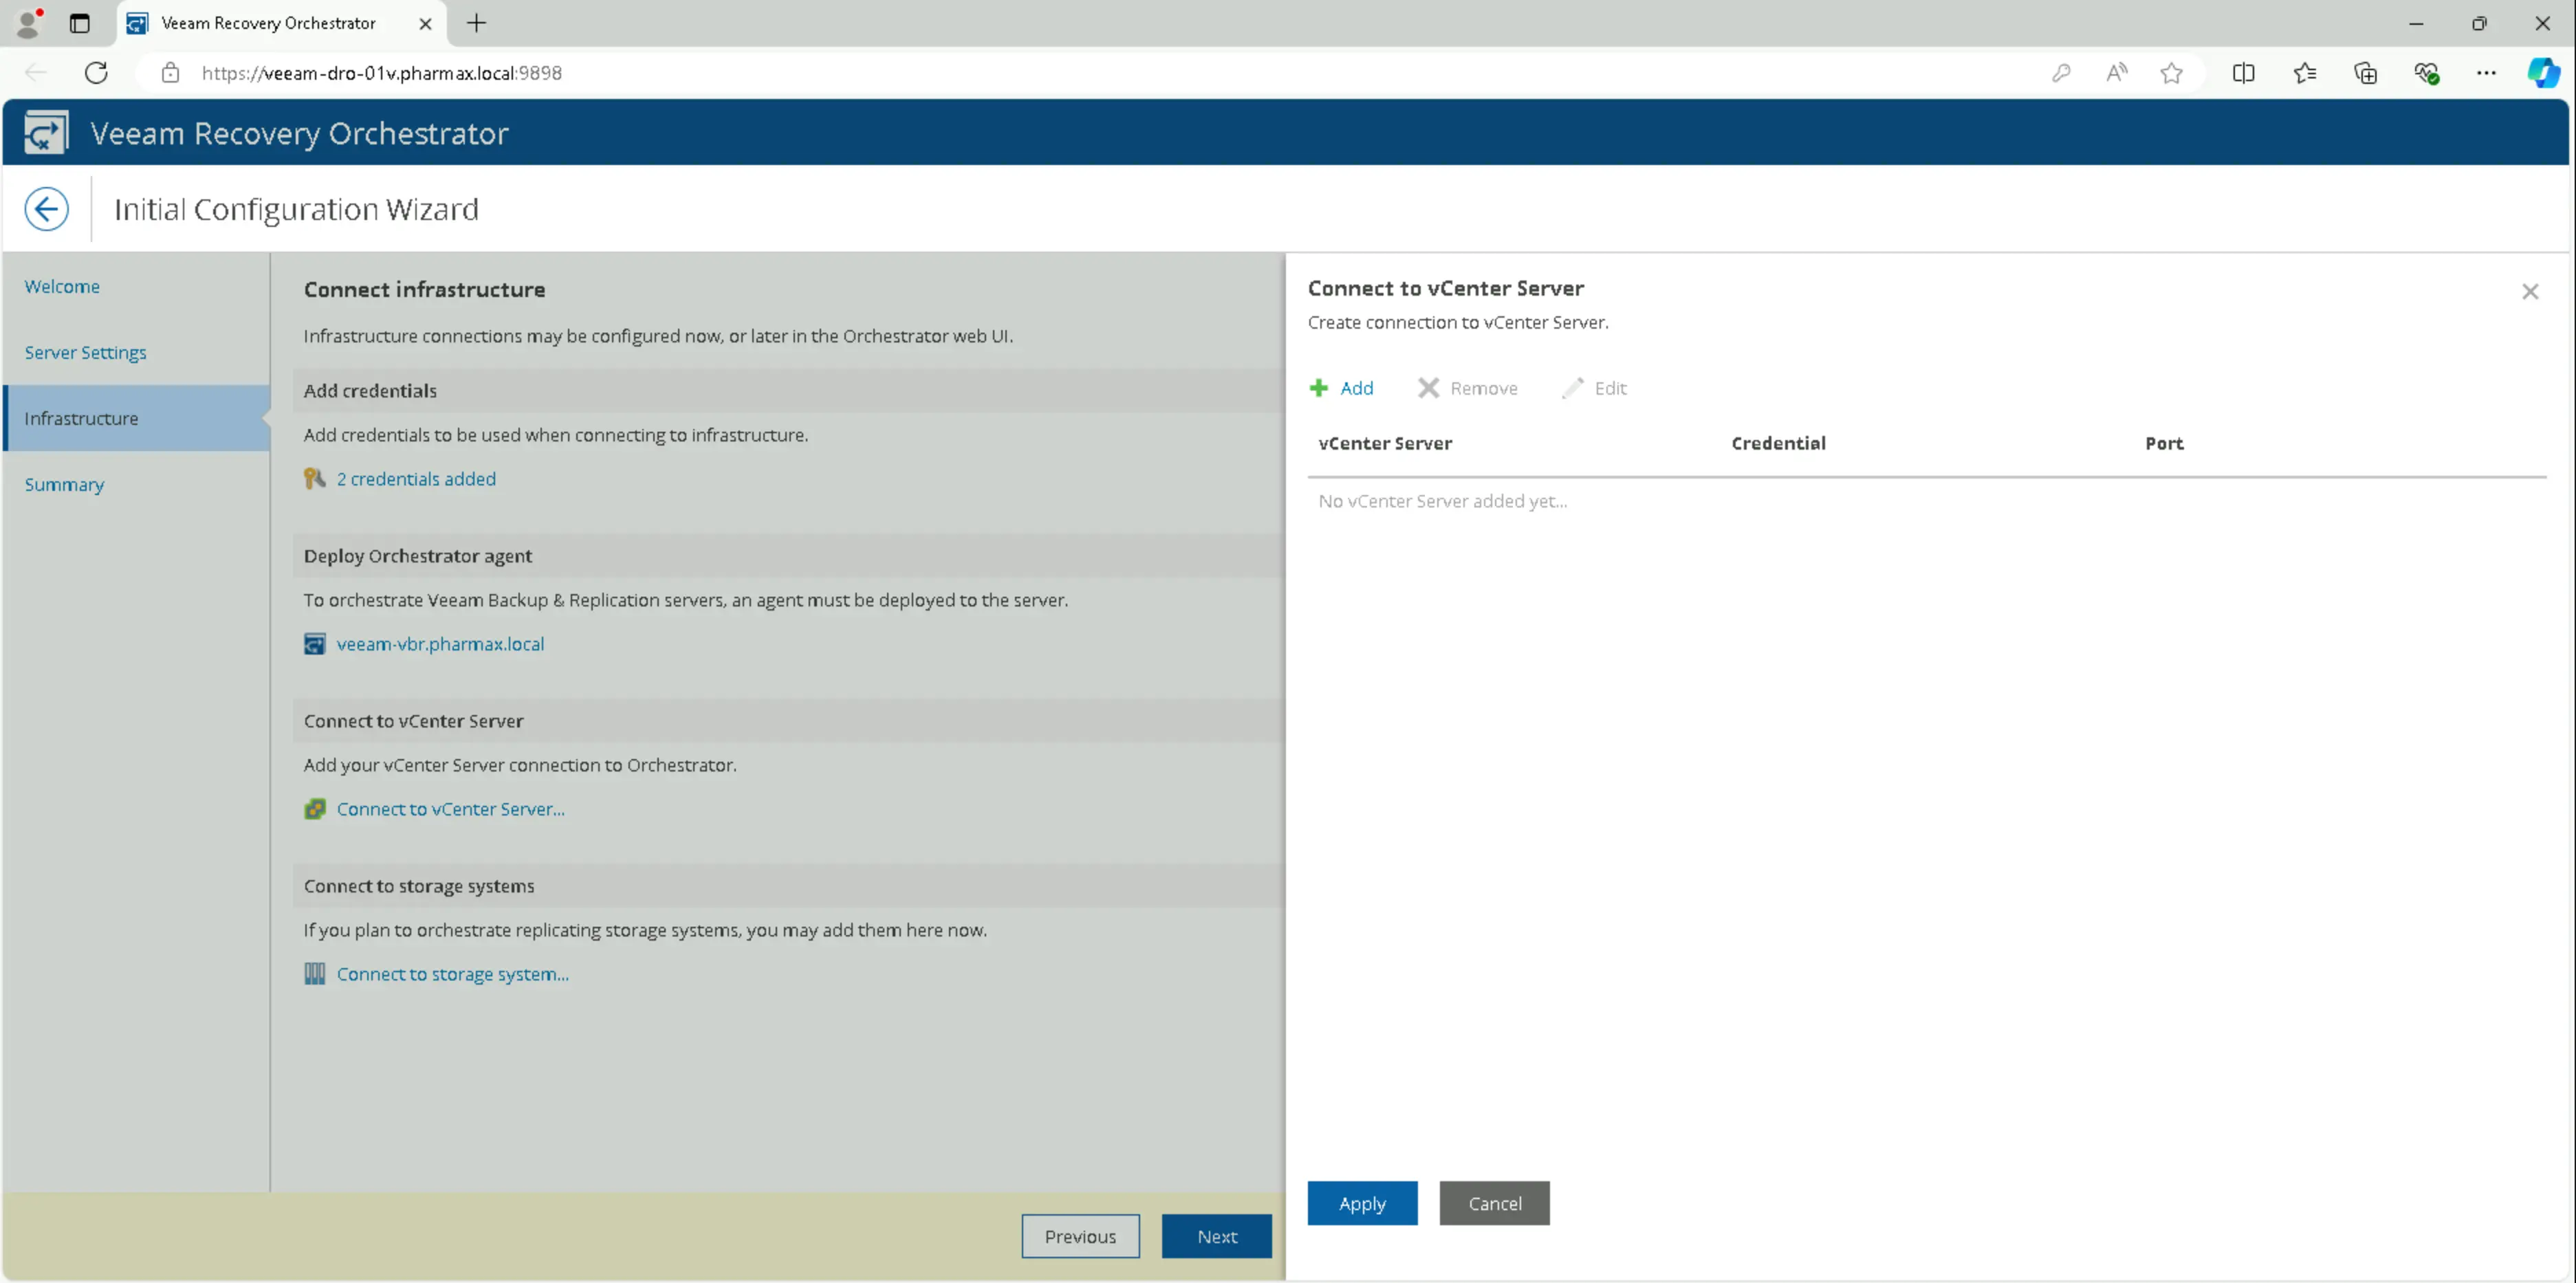 Veeam Recovery Orchestrator
https://veeam-dro-01v.pharmax.local:9898
Veeam Recovery Orchestrator
Initial Configuration Wizard
Welcome
Server Settings
Infrastructure
Summary
Connect infrastructure
Infrastructure connections may be configured now, or later in the Orchestrator web UI.
Add credentials
Add credentials to be used when connecting to infrastructure.
2 credentials added
Deploy Orchestrator agent
To orchestrate Veeam Backup & Replication servers, an agent must be deployed to the server.
veeam-vbr.pharmax.local
Connect to vCenter Server
Add your vCenter Server connection to Orchestrator.
Connect to vCenter Server...
Connect to storage systems
If you plan to orchestrate replicating storage systems, you may add them here now.
Connect to storage system...
Previous
Next
Connect to vCenter Server
Create connection to vCenter Server.
Add
Remove
Edit
vCenter Server
Credential
Port
No vCenter Server added yet...
Apply
Cancel